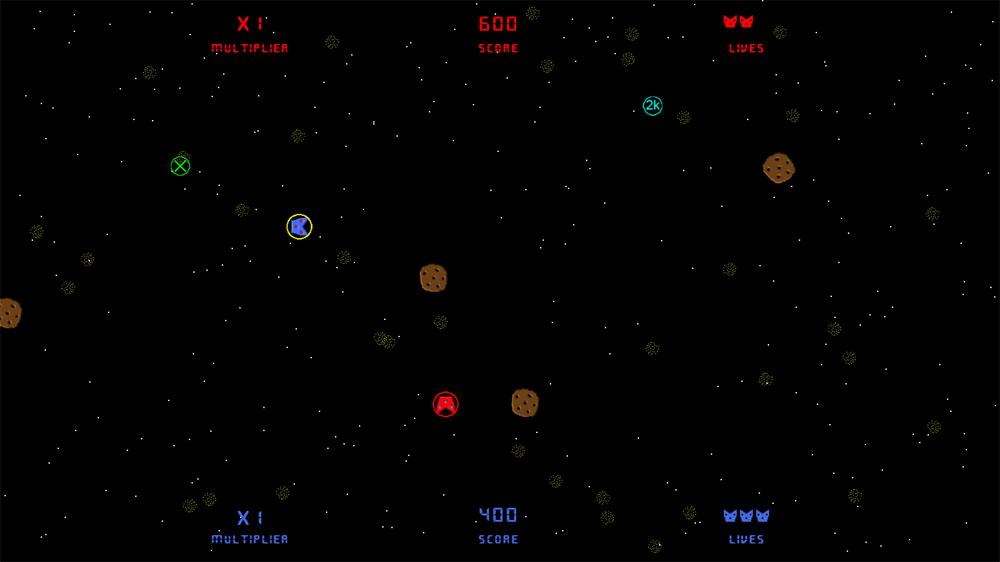 X1 600
MULTIPLIER SCORE LIVES
2k
X1 400
MULTIPLIER SCORE LIVES